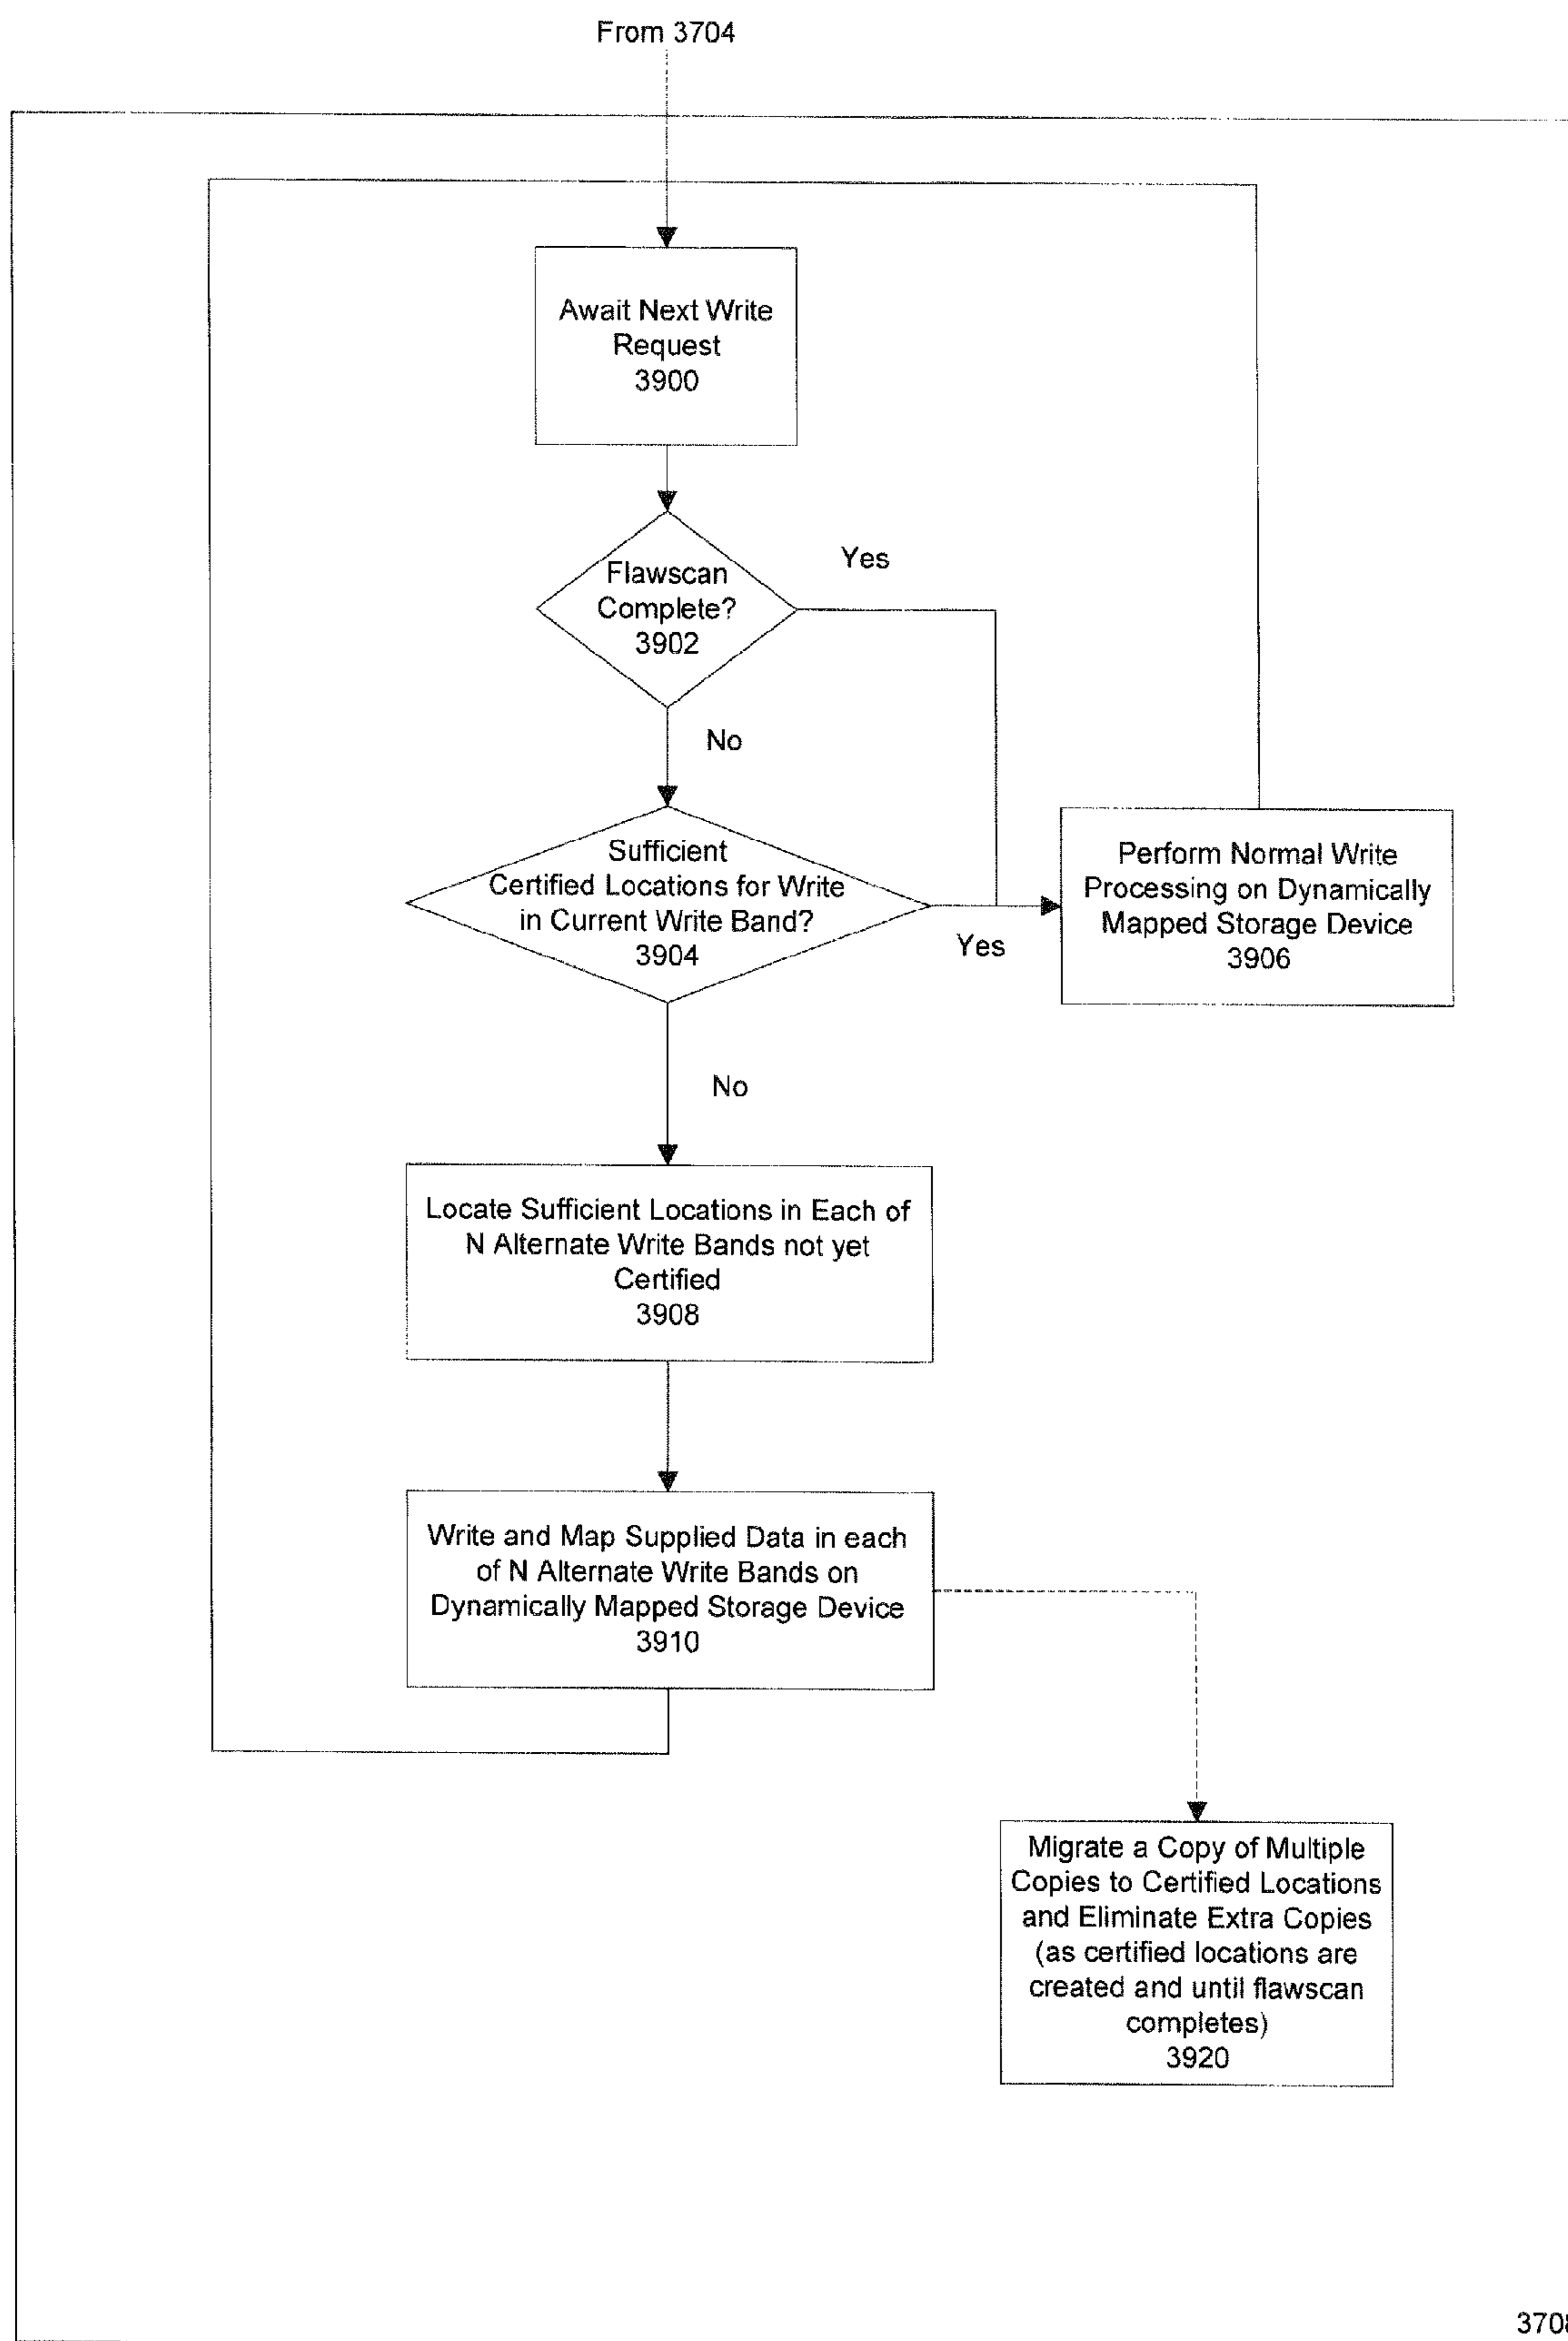 From 3704
Await Next Write
Request
3900
Flawscan
Complete?
3902
Yes
No
Sufficient
Certified Locations for Write
in Current Write Band?
3904
Yes
Perform Normal Write
Processing on Dynamically
Mapped Storage Device
3906
No
Locate Sufficient Locations in Each of
N Alternate Write Bands not yet
Certified
3908
Write and Map Supplied Data in each
of N Alternate Write Bands on
Dynamically Mapped Storage Device
3910
Migrate a Copy of Multiple
Copies to Certified Locations
and Eliminate Extra Copies
(as certified locations are
created and until flawscan
completes)
3920
3708